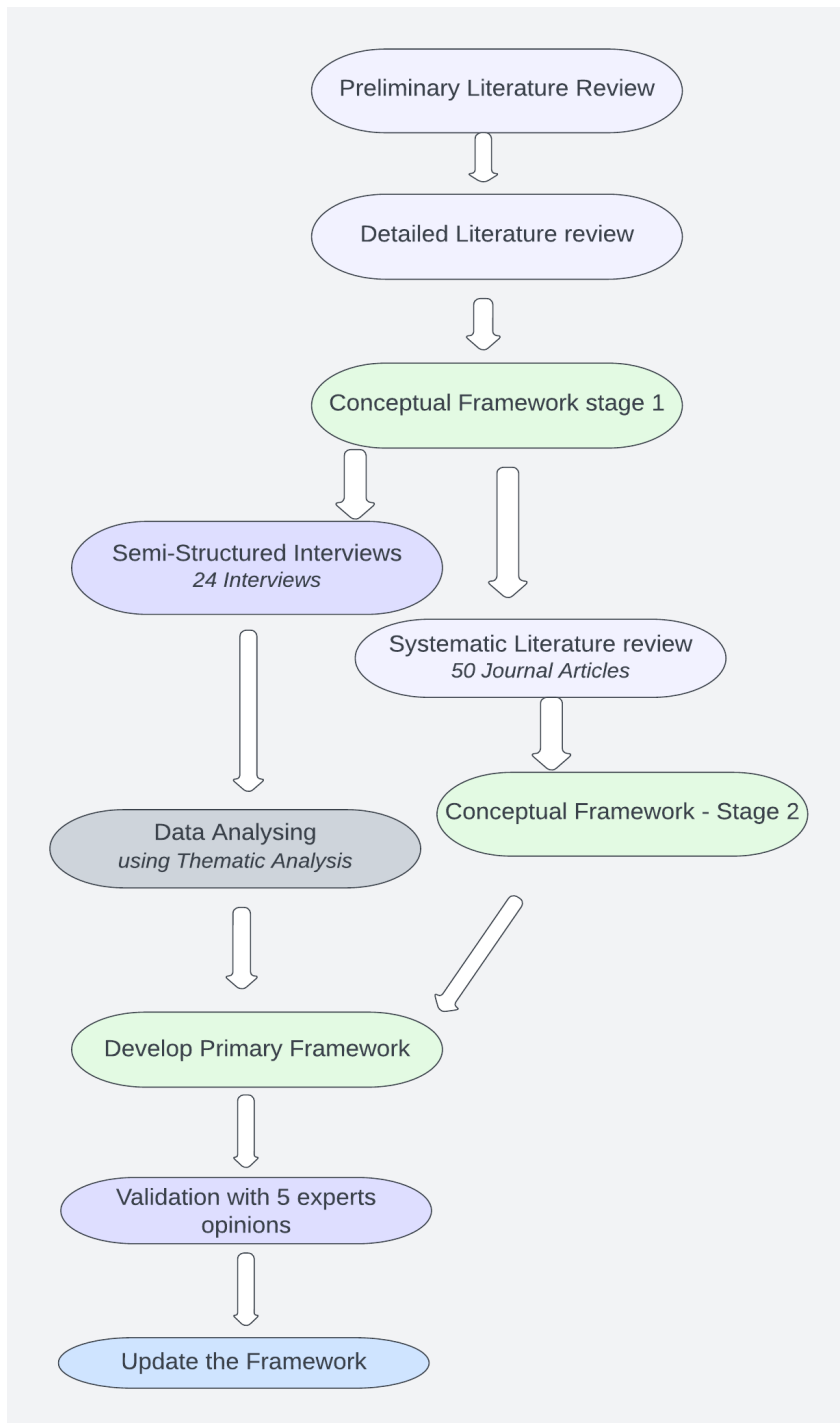 Preliminary Literature Review
Detailed Literature review
Conceptual Framework stage 1
Semi-Structured Interviews
24 Interviews
Systematic Literature review
50 Journal Articles
Conceptual Framework - Stage 2
Data Analysing
using Thematic Analysis
Develop Primary Framework
Validation with 5 experts
opinions
Update the Framework